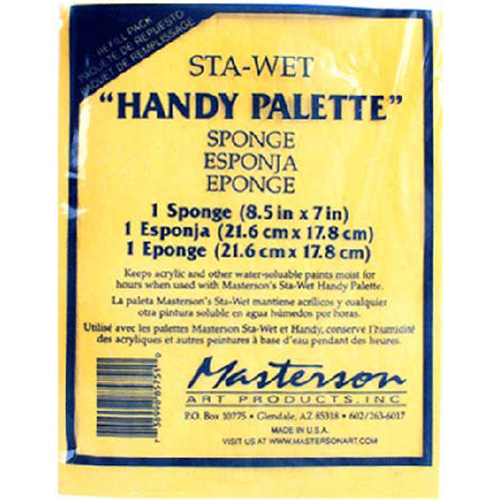 REFILL PACK
PAQUETE DE REPUESTO
PAQUET DE REMPLISSAGE
STA-WET
"HANDY PALETTE"
SPONGE
ESPONJA
EPONGE
1 Sponge (8.5 in x 7 in)
1 Esponja (21.6 cm x 17.8 cm)
1 Eponge (21.6 cm x 17.8 cm)
Keeps acrylic and other water-soluable paints moist for
hours when used with Masterson's Sta-Wet Handy Palette.
La paleta Masterson's Sta-Wet mantiene acrílicos y cualquier
otra pintura soluble en agua húmedos por horas.
Utilisé avec les palettes Masterson Sta-Wet et Handy, conserve l'humidité
des acryliques et autres peintures à base d'eau pendant des heures.
Masterson
ART PRODUCTS, INC
P.O. Box 10775 • Glendale, AZ 85318 • 602/263-6017
MADE IN U.S.A.
VISIT US AT WWW.MASTERSONART.COM